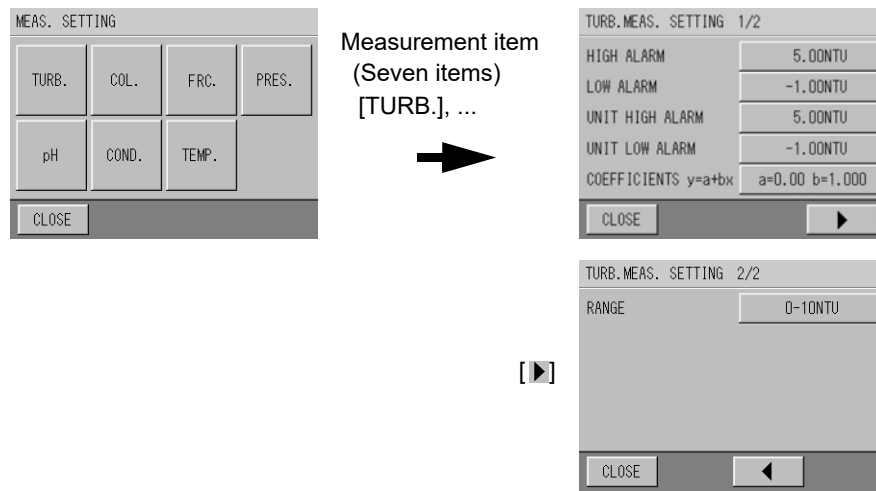 MEAS. SETTING
TURB. COL. FRC. PRES.
pH COND. TEMP.
CLOSE
Measurement item
(Seven items)
[TURB.], ...
TURB.MEAS. SETTING 1/2
HIGH ALARM 5.00NTU
LOW ALARM -1.00NTU
UNIT HIGH ALARM 5.00NTU
UNIT LOW ALARM -1.00NTU
COEFFICIENTS y=a+bx a=0.00 b=1.000
CLOSE ▶
[▶]
TURB.MEAS. SETTING 2/2
RANGE 0-10NTU
CLOSE ◀